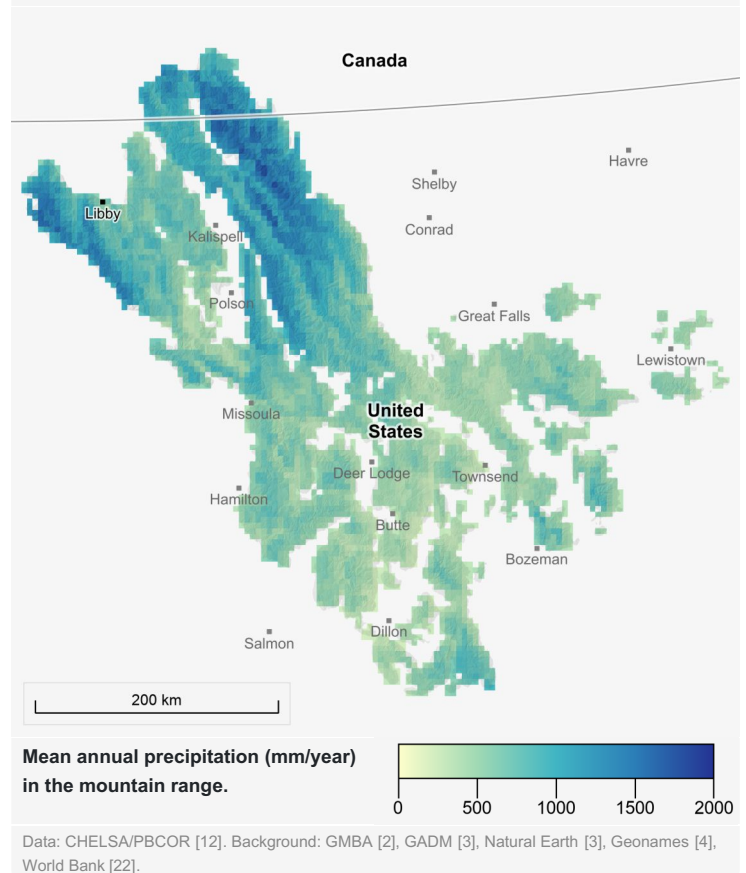 Canada
Havre
Shelby
Libby
Conrad
Kalispell
Polson
Great Falls
Lewistown
United
States
Missoula
Deer Lodge
Townsend
Hamilton
Butte
Bozeman
Dillon
Salmon
200 km
Mean annual precipitation (mm/year)
in the mountain range.
0 500 1000 1500 2000
Data: CHELSA/PBCOR [12]. Background: GMBA [2], GADM [3], Natural Earth [3], Geonames [4],
World Bank [22].